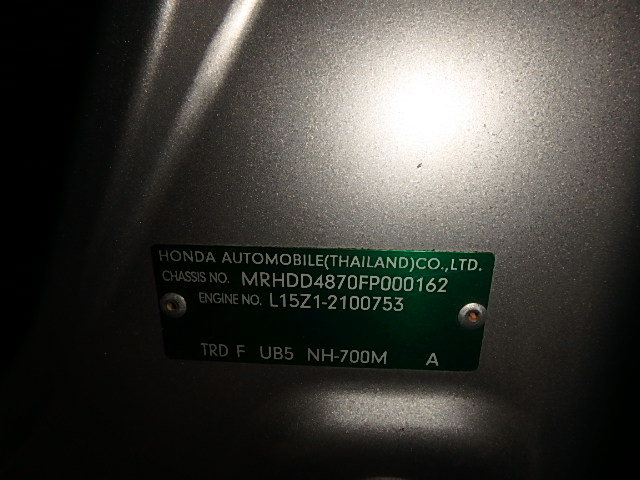 HONDA AUTOMOBILE(THAILAND)CO.,LTD.
CHASSIS NO. MRHDD4870FP000162
ENGINE NO. L15Z1-2100753
TRD F UB5 NH-700M A